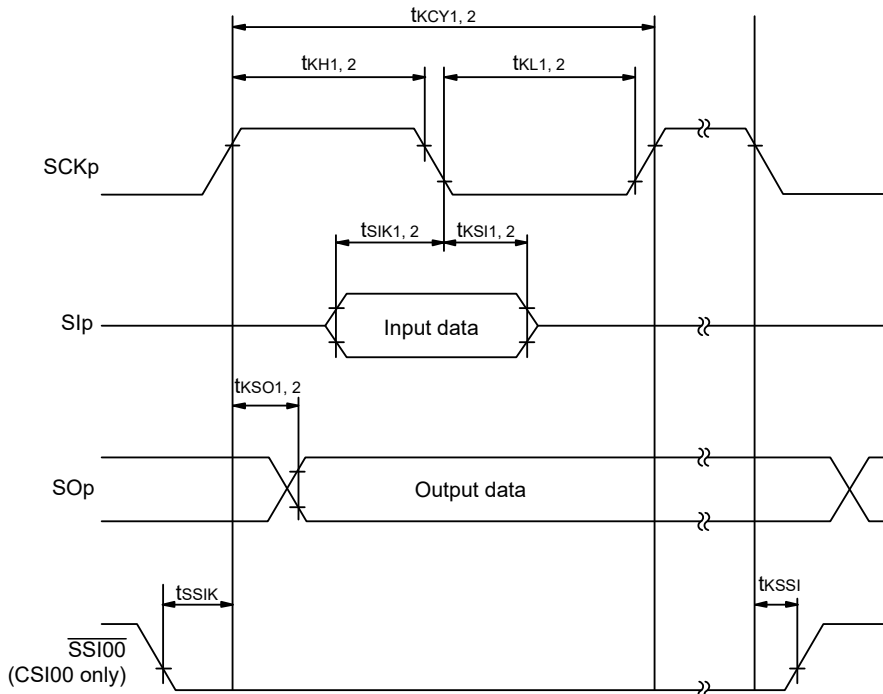 tKCY1, 2
tKH1, 2
tKL1, 2
SCKp
tSIK1, 2
tKSI1, 2
SIp
Input data
tKSO1, 2
SOp
Output data
tSSIK
tKSSI
SSI00
(CSI00 only)